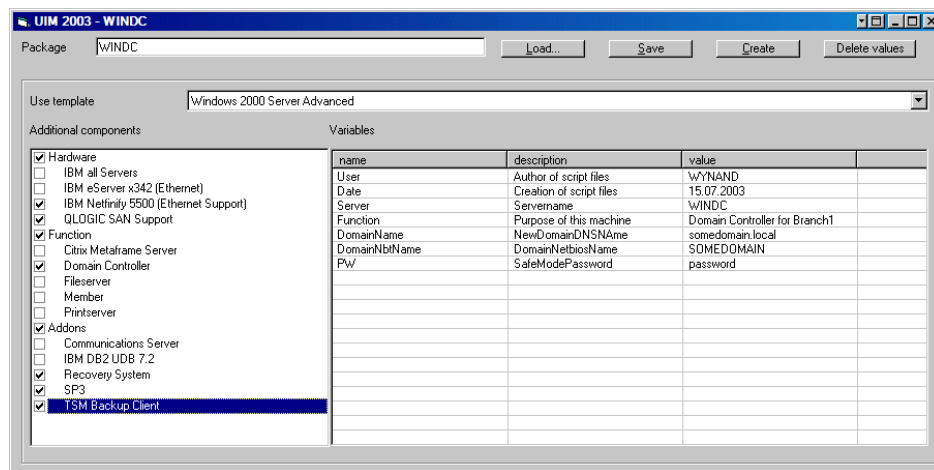 UIM 2003 - WINDC
Package WINDC Load... Save Create Delete values
Use template Windows 2000 Server Advanced
Additional components Variables
Hardware
IBM all Servers
IBM eServer x342 (Ethernet)
IBM Netfinify 5500 (Ethernet Support)
QLOGIC SAN Support
Function
Citrix Metaframe Server
Domain Controller
Fileserver
Member
Printserver
Addons
Communications Server
IBM DB2 UDB 7.2
Recovery System
SP3
TSM Backup Client
name description value
User Author of script files WYNAND
Date Creation of script files 15.07.2003
Server Servername WINDC
Function Purpose of this machine Domain Controller for Branch1
DomainName NewDomainDNSNAme somedomain.local
DomainNbtName DomainNetbiosName SOMEDOMAIN
PW SafeModePassword password